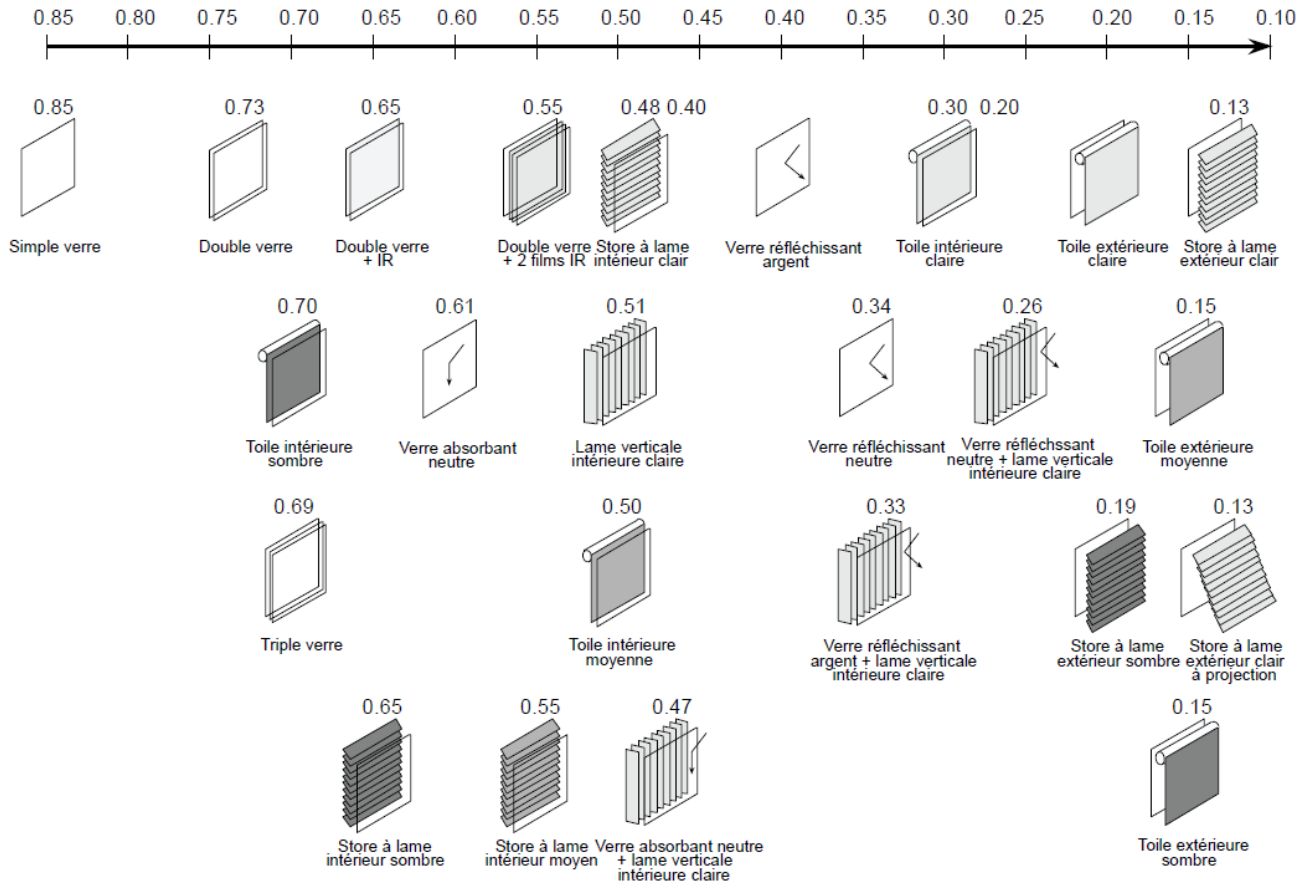 0.85 0.80 0.75 0.70 0.65 0.60 0.55 0.50 0.45 0.40 0.35 0.30 0.25 0.20 0.15 0.10
0.85 0.73 0.65 0.55 0.48 0.40 0.30 0.20 0.13
Simple verre Double verre Double verre Double verre Store à lame Verre réfléchissant Toile intérieure Toile extérieure Store à lame
+ IR + 2 films IR intérieur clair argent claire claire extérieur clair
0.70 0.61 0.51 0.34 0.26 0.15
Toile intérieure Verre absorbant Lame verticale Verre réfléchissant Verre réfléchssant Toile extérieure
sombre neutre intérieure claire neutre neutre + lame verticale moyenne
intérieure claire
0.69 0.50 0.33 0.19 0.13
Triple verre Toile intérieure Verre réfléchissant Store à lame Store à lame
moyenne argent + lame verticale extérieur sombre extérieur clair
intérieure claire à projection
0.65 0.55 0.47 0.15
Store à lame Store à lame Verre absorbant neutre Toile extérieure
intérieur sombre intérieur moyen + lame verticale sombre
intérieure claire